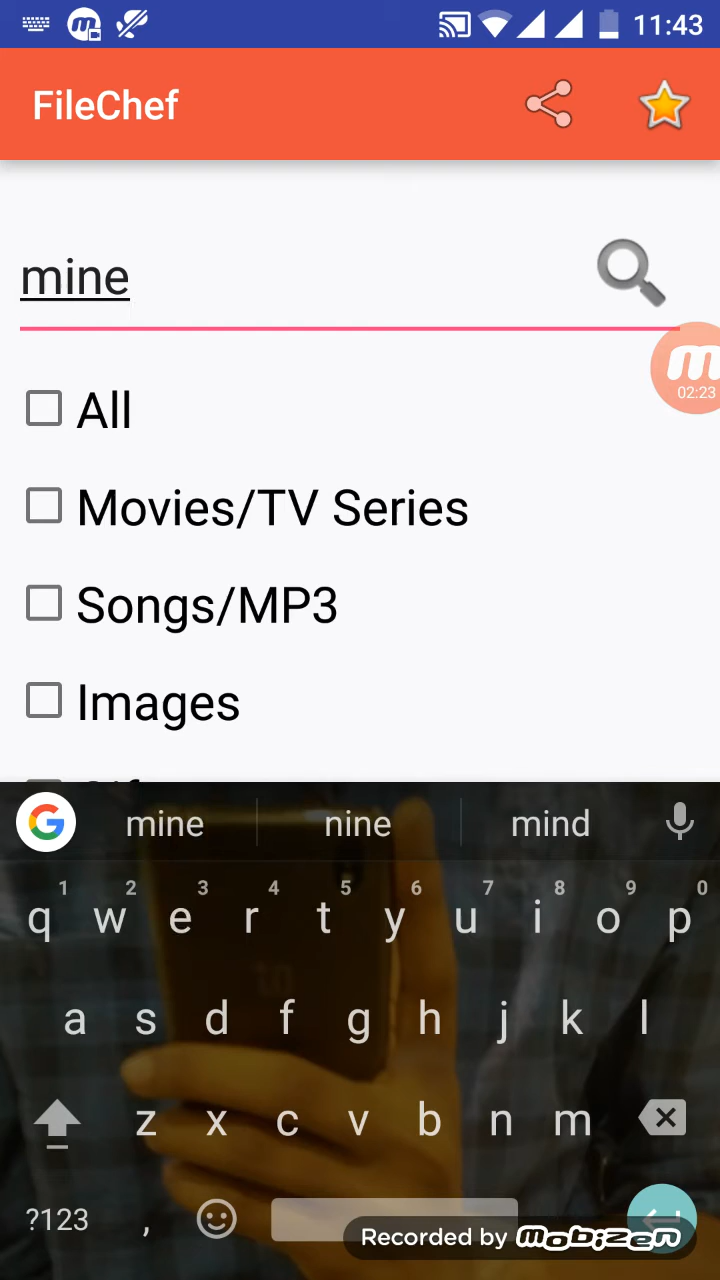 11:43
FileChef
mine
02:23
All
Movies/TV Series
Songs/MP3
Images
mine nine mind
1 2 3 4 5 6 7 8 9 0
q w e r t y u i o p
a s d f g h j k l
z x c v b n m
?123 ,
Recorded by mobizen